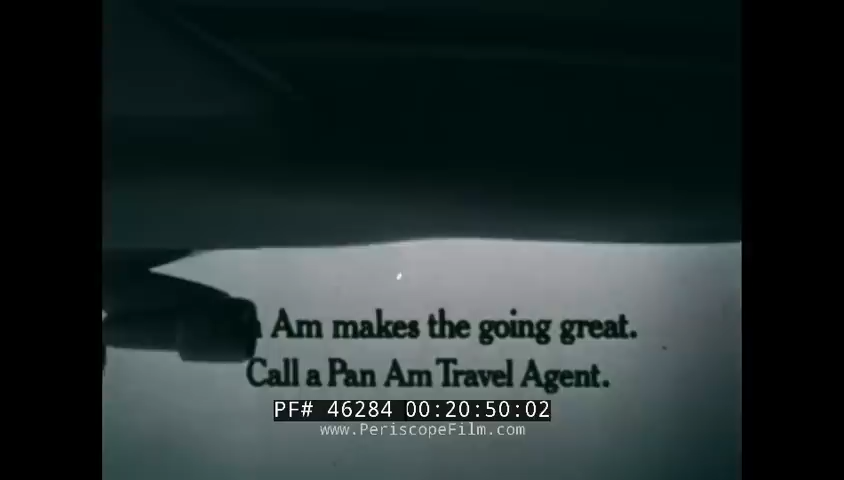 Am makes the going great.
Call a Pan Am Travel Agent.
PF# 46284 00:20:50:02
www.PeriscopeFilm.com